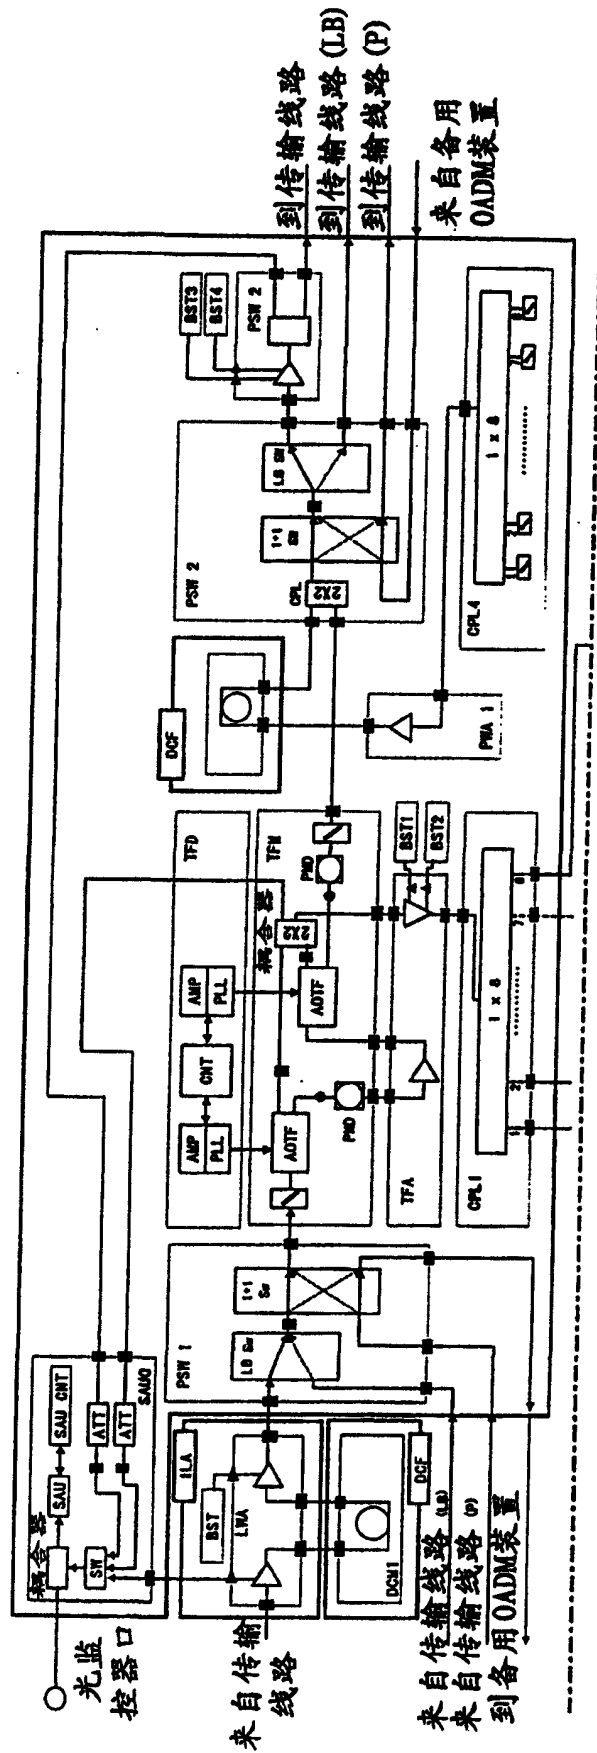 光监
控器口
耦合器
SAU
SAU CNT
SW
ATT
ATT
SAU0
来自传输
线路
ILA
BST
LWA
DCM1
DCF
来自传输线路(LB)
来自传输线路(P)
到备用OADM装置
PSW 1
LB SW
1+1
SW
TFD
AMP
PLL
CNT
AMP
PLL
TFM
AOTF
PMD
AOTF
耦合器
2X2
PMD
TFA
BST1
BST2
CPL1
1 x 8
1
2
7
8
DCF
PWA 1
PSW 2
CPL
2X2
1+1
SW
LB SW
BST3
BST4
PSW 2
CPL4
1 x 8
到传输线路
到传输线路(LB)
到传输线路(P)
来自备用
OADM装置